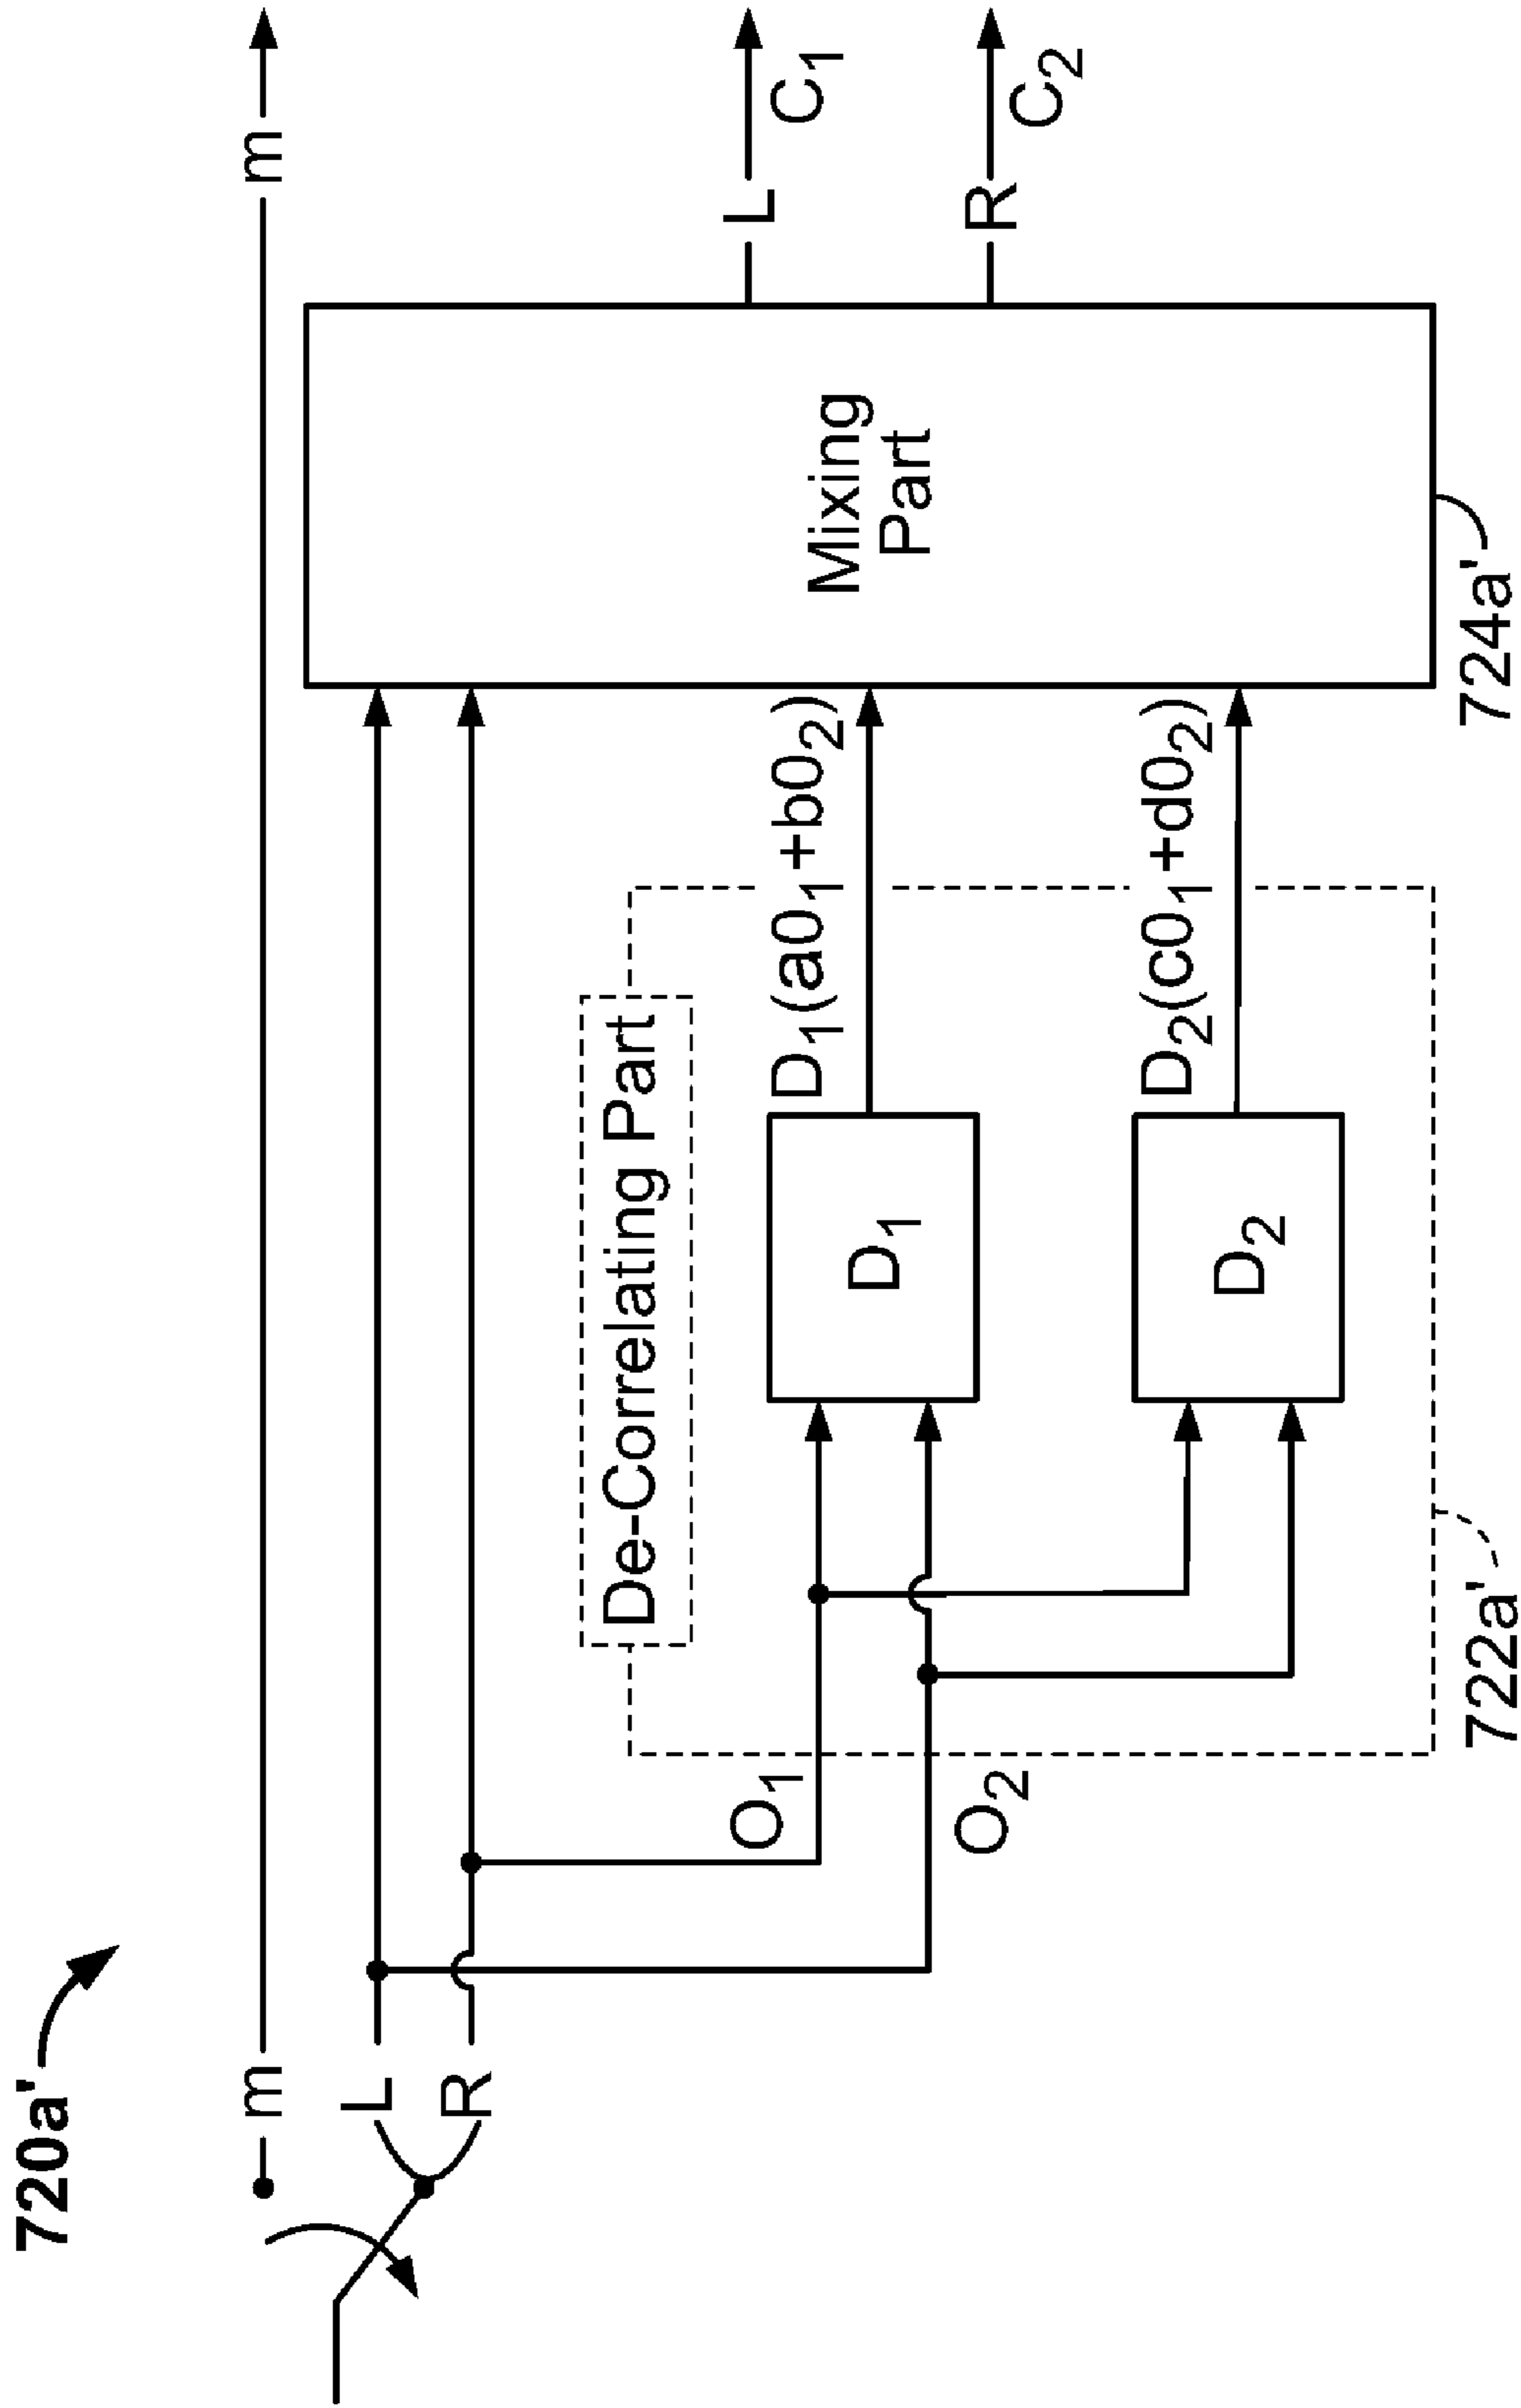 720a'
m
m
L
R
De-Correlating Part
O1
O2
D1
D2
D1(a01+b02)
D2(c01+d02)
Mixing
Part
L
C1
R
C2
722a'
724a'